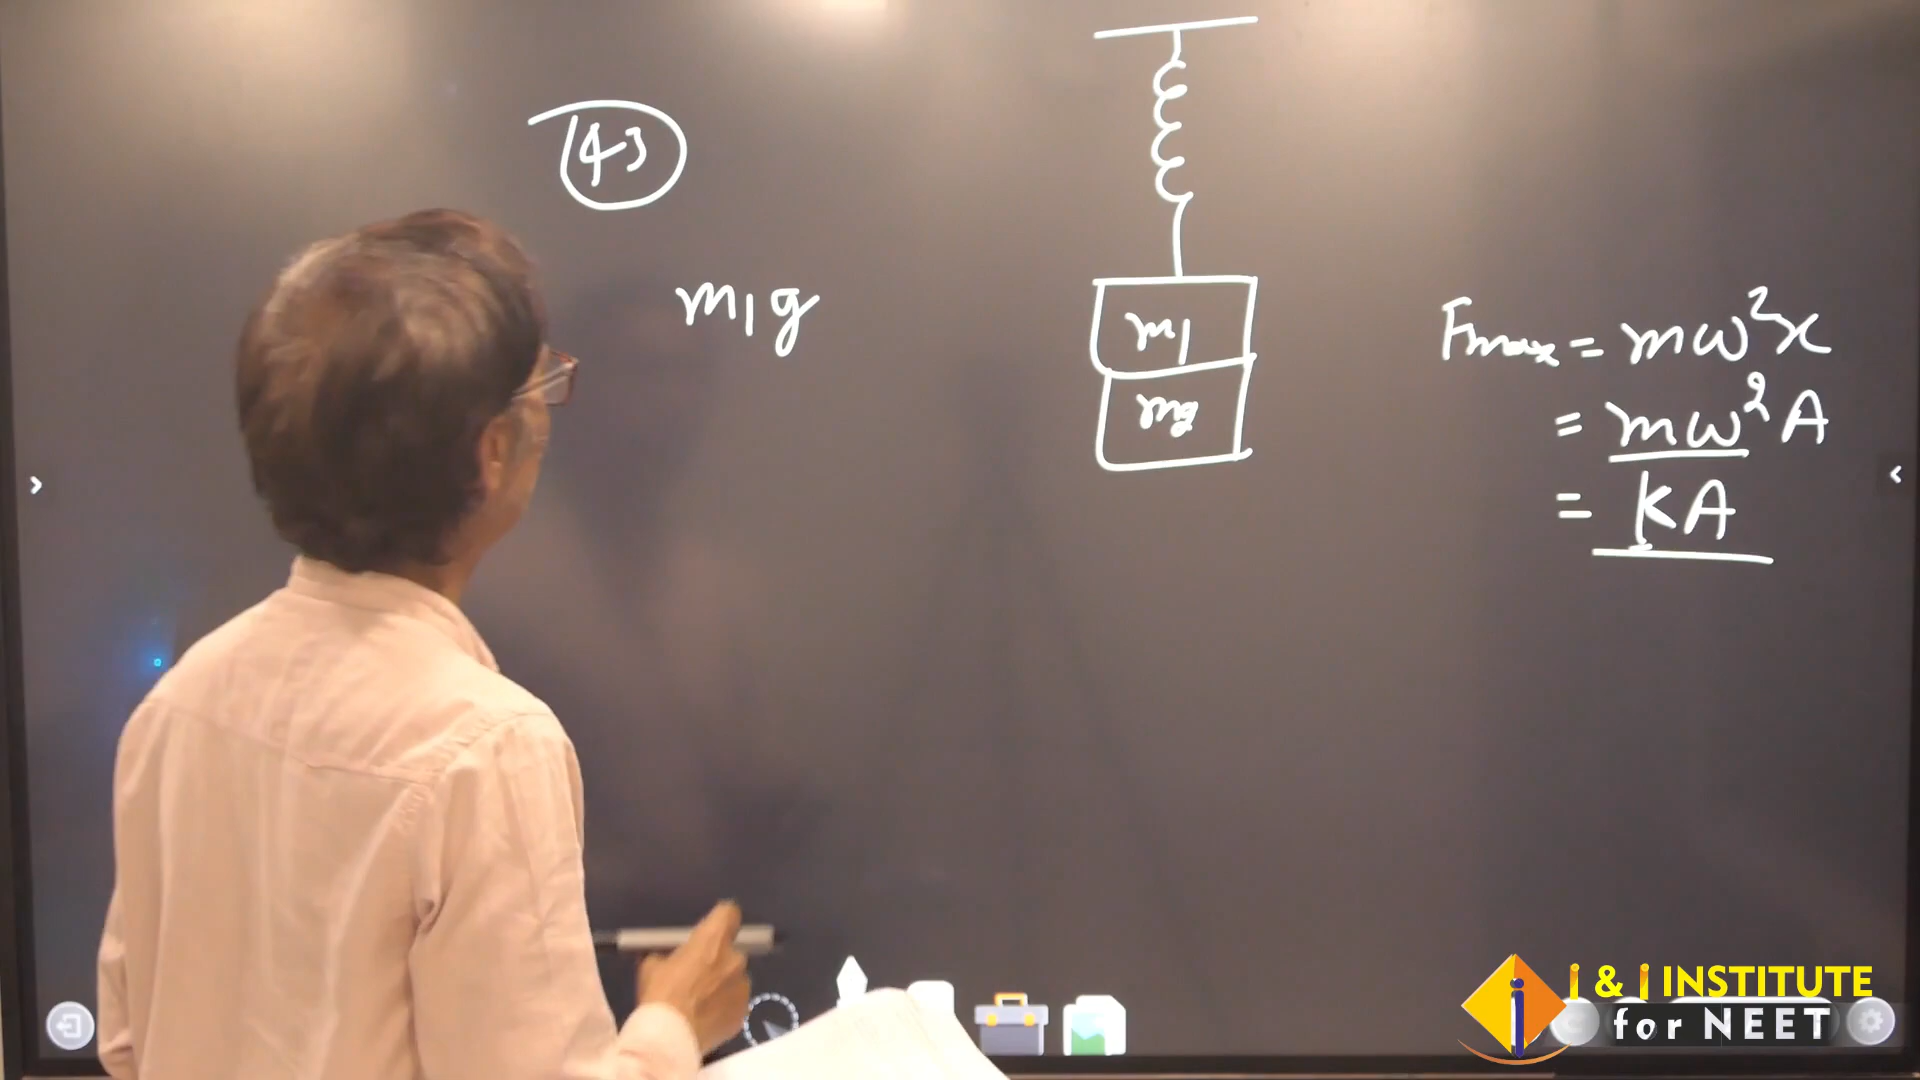 43
m₁g
m₁
m₂
Fmax = mω²x
= mω²A
= KA
i & j INSTITUTE
for NEET